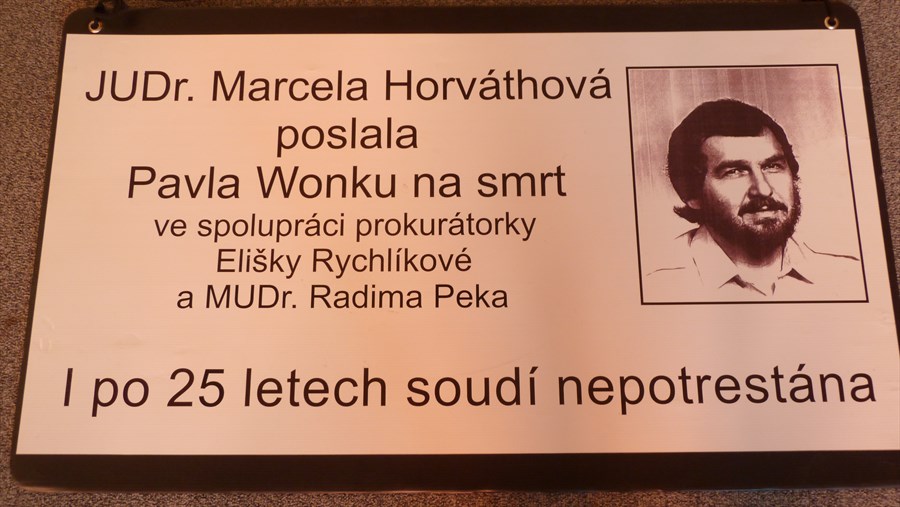 JUDr. Marcela Horváthová
poslala
Pavla Wonku na smrt
ve spolupráci prokurátorky
Elišky Rychlíkové
a MUDr. Radima Peka
I po 25 letech soudí nepotrestána